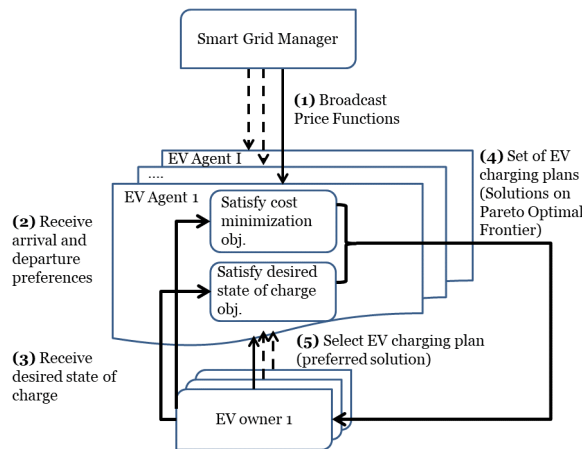 Smart Grid Manager
(1) Broadcast
Price Functions
EV Agent I
....
EV Agent 1
(4) Set of EV
charging plans
(Solutions on
Pareto Optimal
Frontier)
Satisfy cost
minimization
obj.
(2) Receive
arrival and
departure
preferences
Satisfy desired
state of charge
obj.
(3) Receive
desired state of
charge
(5) Select EV charging plan
(preferred solution)
EV owner 1